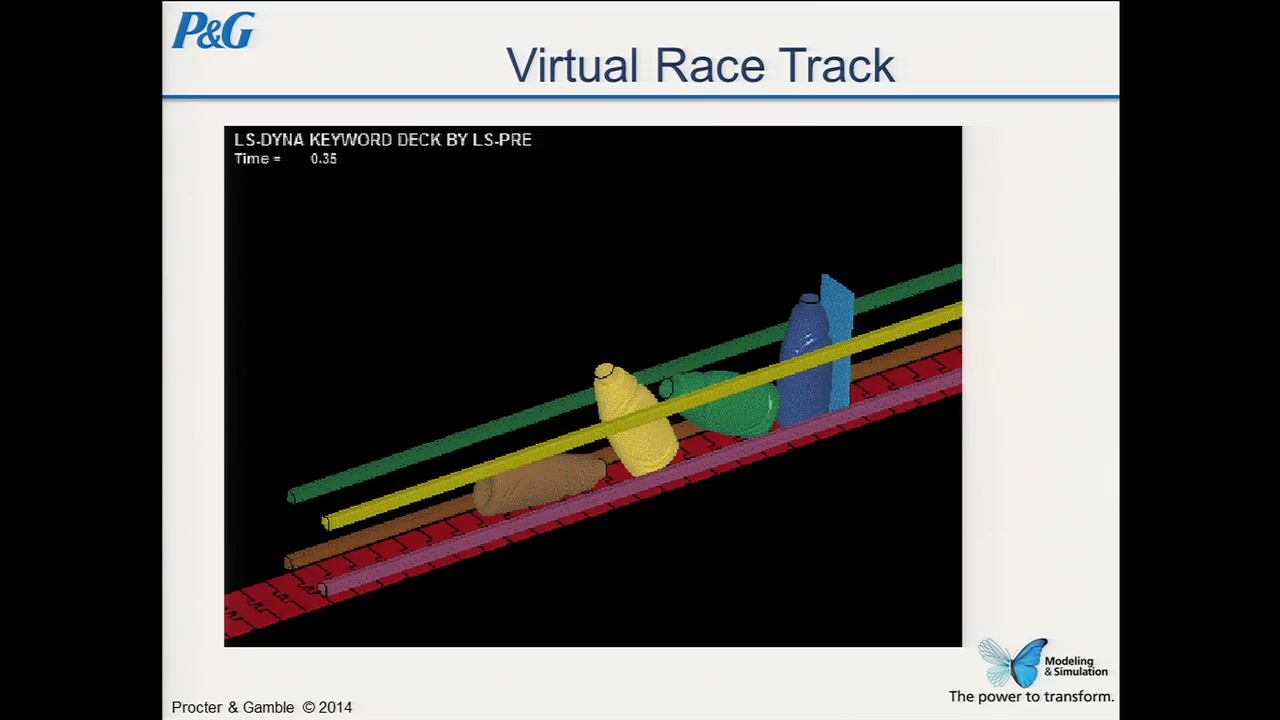 P&G
Virtual Race Track
LS-DYNA KEYWORD DECK BY LS-PRE
Time = 0.35
Modeling
& Simulation
The power to transform.
Procter & Gamble © 2014